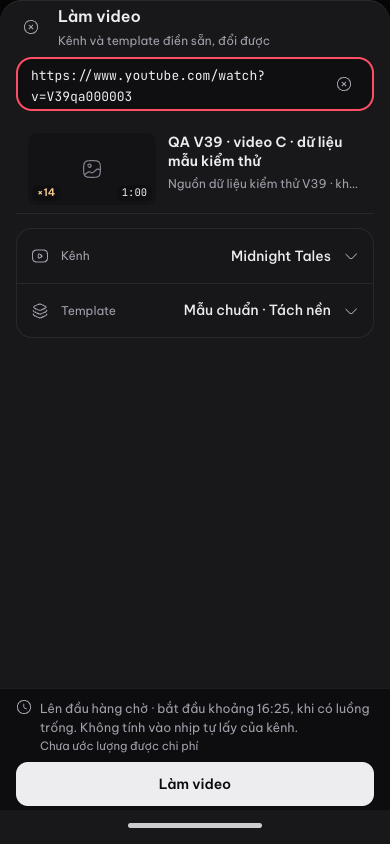 Làm video
Kênh và template điền sẵn, đổi được
https://www.youtube.com/watch?
v=V39qa000003
QA V39 · video C · dữ liệu
mẫu kiểm thử
×14
1:00
Nguồn dữ liệu kiểm thử V39 · kh...
Kênh
Midnight Tales
Template
Mẫu chuẩn · Tách nền
Lên đầu hàng chờ · bắt đầu khoảng 16:25, khi có luồng
trống. Không tính vào nhịp tự lấy của kênh.
Chưa ước lượng được chi phí
Làm video